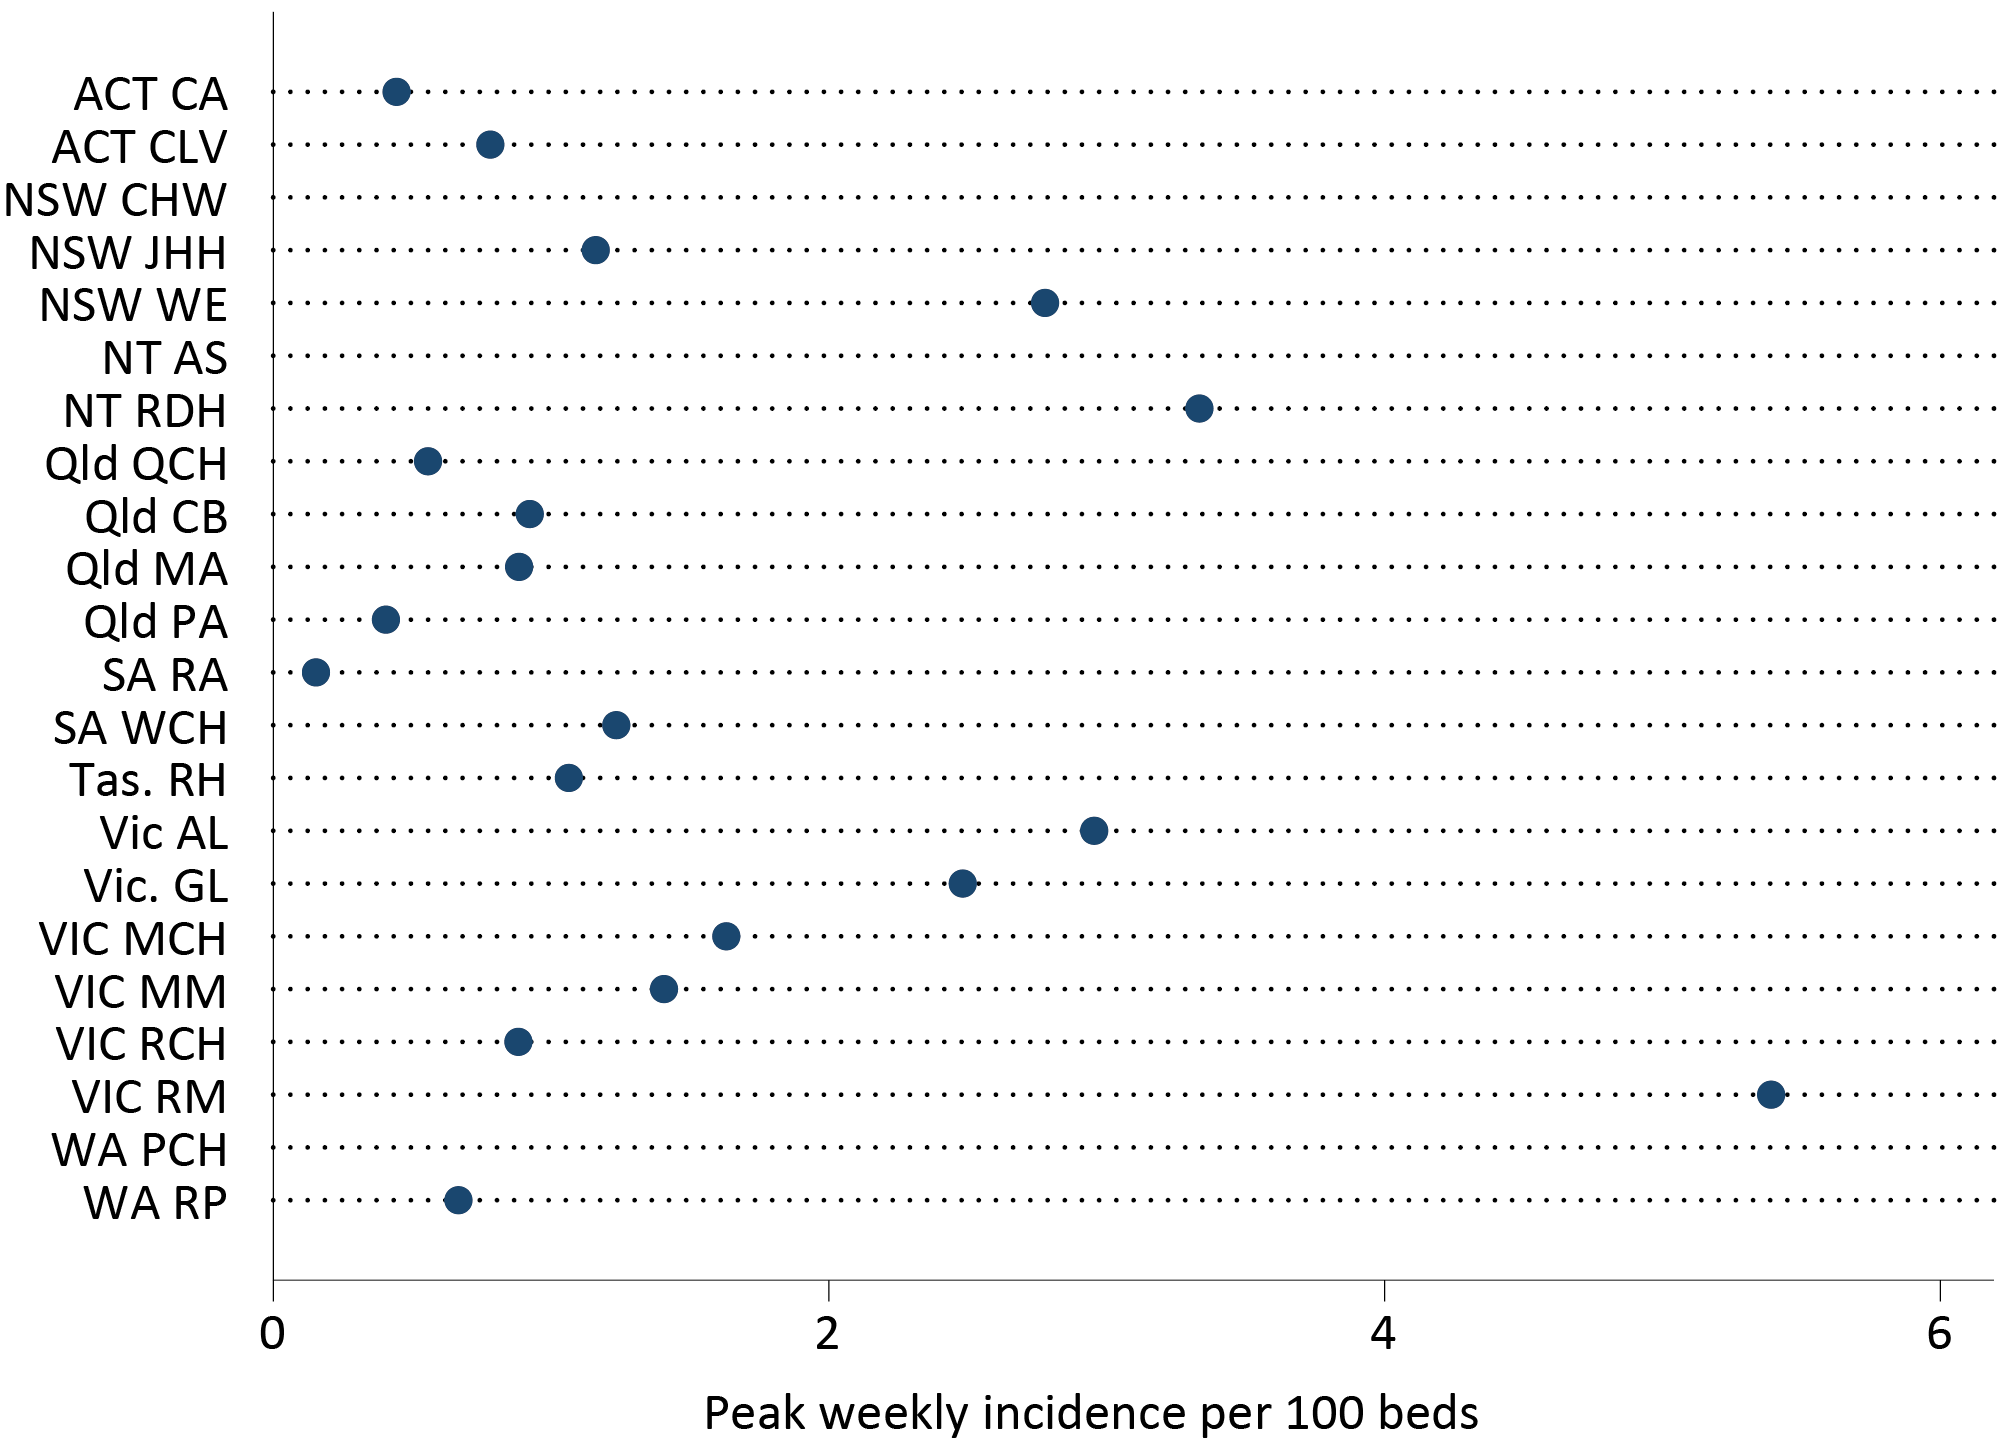 ACT CA
ACT CLV
NSW CHW
NSW JHH
NSW WE
NT AS
NT RDH
Qld QCH
Qld CB
Qld MA
Qld PA
SA RA
SA WCH
Tas. RH
Vic AL
Vic. GL
VIC MCH
VIC MM
VIC RCH
VIC RM
WA PCH
WA RP
0 2 4 6
Peak weekly incidence per 100 beds